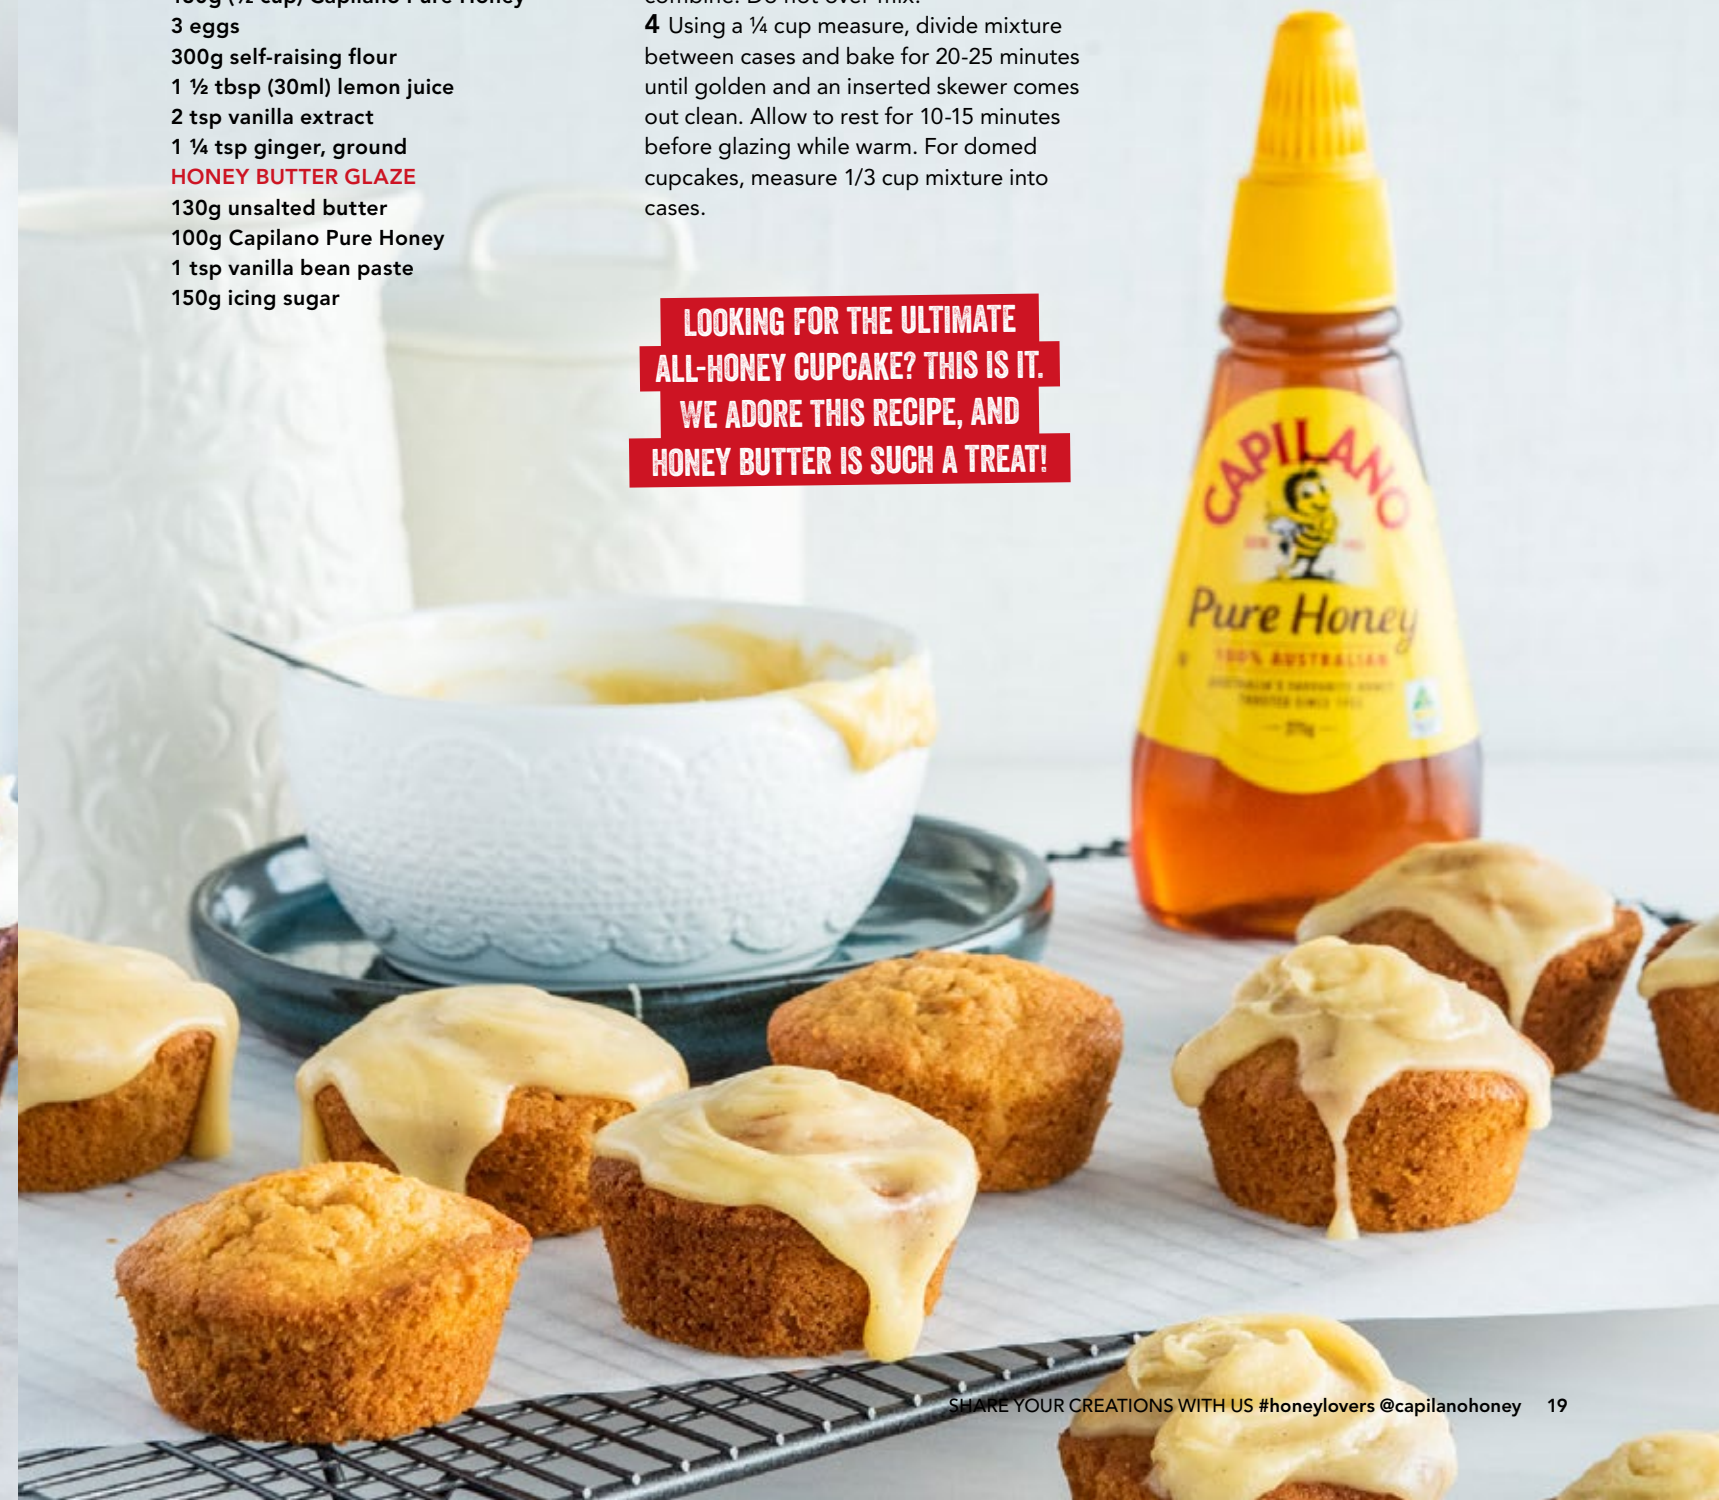 3 eggs
300g self-raising flour
1 ½ tbsp (30ml) lemon juice
2 tsp vanilla extract
1 ¼ tsp ginger, ground
HONEY BUTTER GLAZE
130g unsalted butter
100g Capilano Pure Honey
1 tsp vanilla bean paste
150g icing sugar
combine. Do not over mix.
4 Using a ¼ cup measure, divide mixture
between cases and bake for 20-25 minutes
until golden and an inserted skewer comes
out clean. Allow to rest for 10-15 minutes
before glazing while warm. For domed
cupcakes, measure 1/3 cup mixture into
cases.
LOOKING FOR THE ULTIMATE
ALL-HONEY CUPCAKE? THIS IS IT.
WE ADORE THIS RECIPE, AND
HONEY BUTTER IS SUCH A TREAT!
CAPILANO
Pure Honey
100% AUSTRALIAN
SHARE YOUR CREATIONS WITH US #honeylovers @capilanohoney 19